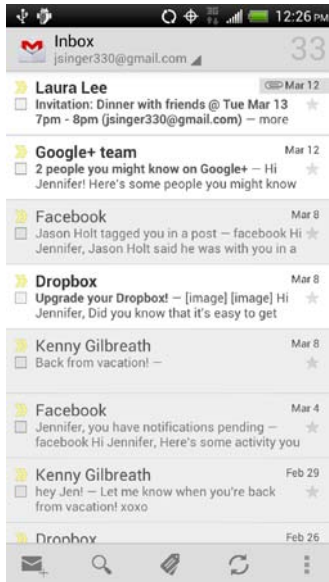 3G
12:26 PM
Inbox
jsinger330@gmail.com
33
Laura Lee
Mar 12
Invitation: Dinner with friends @ Tue Mar 13
7pm - 8pm (jsinger330@gmail.com) – more
Google+ team
Mar 12
2 people you might know on Google+ – Hi
Jennifer! Here's some people you might know
Facebook
Mar 8
Jason Holt tagged you in a post – facebook Hi
Jennifer, Jason Holt said he was with you in a
Dropbox
Mar 8
Upgrade your Dropbox! – [image] [image] Hi
Jennifer, Did you know that it's easy to get
Kenny Gilbreath
Mar 8
Back from vacation! –
Facebook
Mar 4
Jennifer, you have notifications pending –
facebook Hi Jennifer, Here's some activity you
Kenny Gilbreath
Feb 29
hey Jen! – Let me know when you're back
from vacation! xoxo
Dropbox
Feb 26